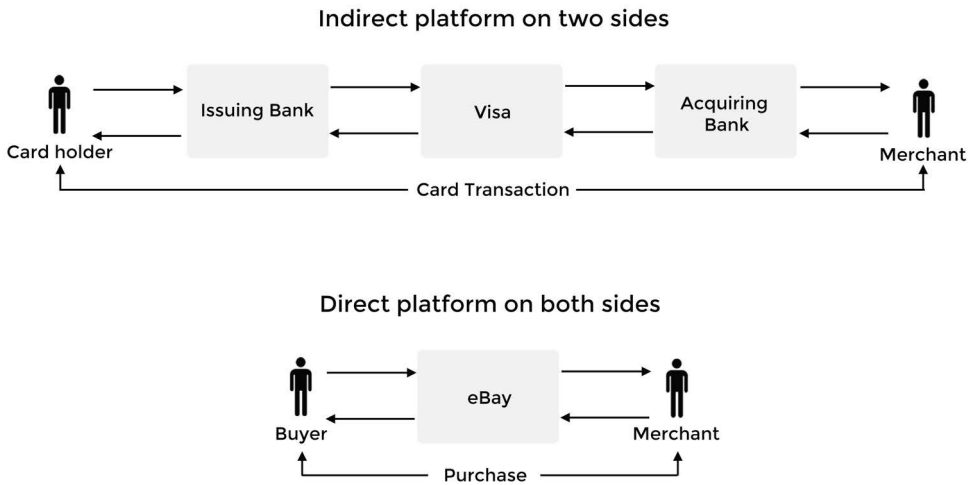 Indirect platform on two sides
Issuing Bank
Visa
Acquiring
Bank
Card holder
Merchant
Card Transaction
Direct platform on both sides
eBay
Buyer
Merchant
Purchase